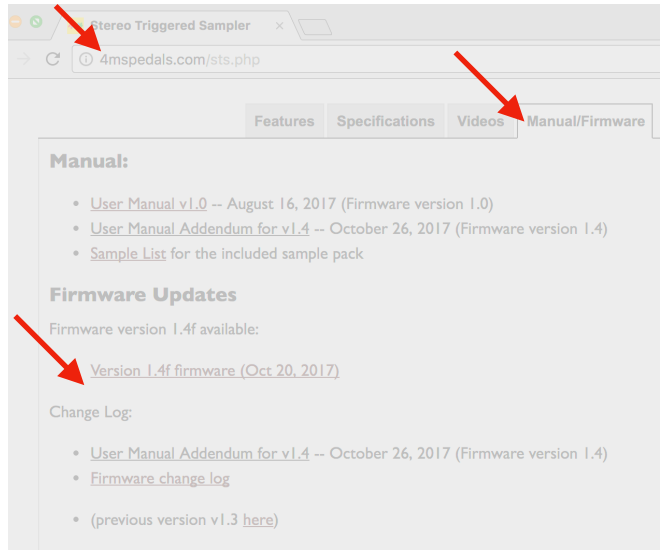 Stereo Triggered Sampler
4mspedals.com/sts.php
Features Specifications Videos Manual/Firmware
Manual:
• User Manual v1.0 -- August 16, 2017 (Firmware version 1.0)
• User Manual Addendum for v1.4 -- October 26, 2017 (Firmware version 1.4)
• Sample List for the included sample pack
Firmware Updates
Firmware version 1.4f available:
Version 1.4f firmware (Oct 20, 2017)
Change Log:
• User Manual Addendum for v1.4 -- October 26, 2017 (Firmware version 1.4)
• Firmware change log
• (previous version v1.3 here)